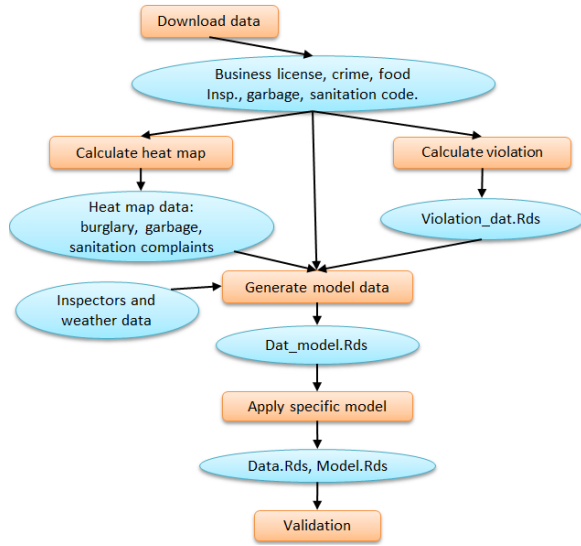 Download data
Business license, crime, food
Insp., garbage, sanitation code.
Calculate heat map
Calculate violation
Heat map data:
burglary, garbage,
sanitation complaints
Violation_dat.Rds
Inspectors and
weather data
Generate model data
Dat_model.Rds
Apply specific model
Data.Rds, Model.Rds
Validation